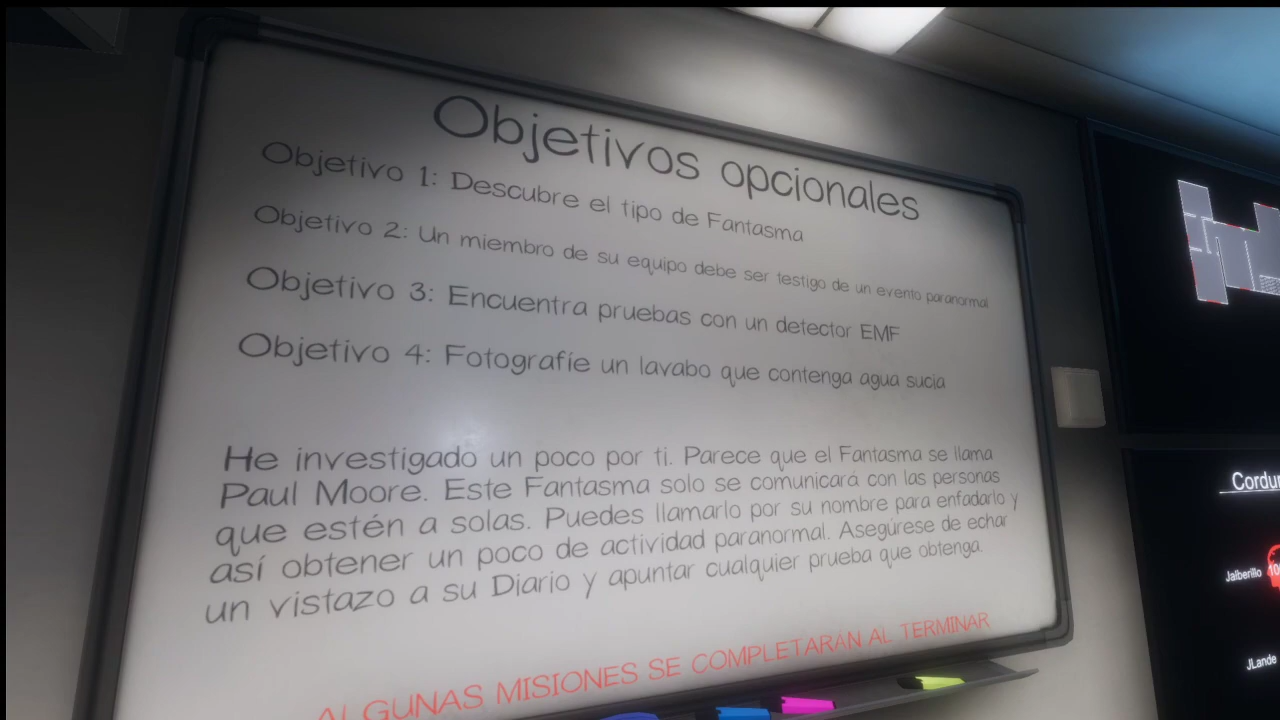 Objetivos opcionales
Objetivo 1: Descubre el tipo de Fantasma
Objetivo 2: Un miembro de su equipo debe ser testigo de un evento paranormal
Objetivo 3: Encuentra pruebas con un detector EMF
Objetivo 4: Fotografíe un lavabo que contenga agua sucia
He investigado un poco por ti. Parece que el Fantasma se llama
Paul Moore. Este Fantasma solo se comunicará con las personas
que estén a solas. Puedes llamarlo por su nombre para enfadarlo y
así obtener un poco de actividad paranormal. Asegúrese de echar
un vistazo a su Diario y apuntar cualquier prueba que obtenga.
ALGUNAS MISIONES SE COMPLETARÁN AL TERMINAR
Jalberillo
JLande